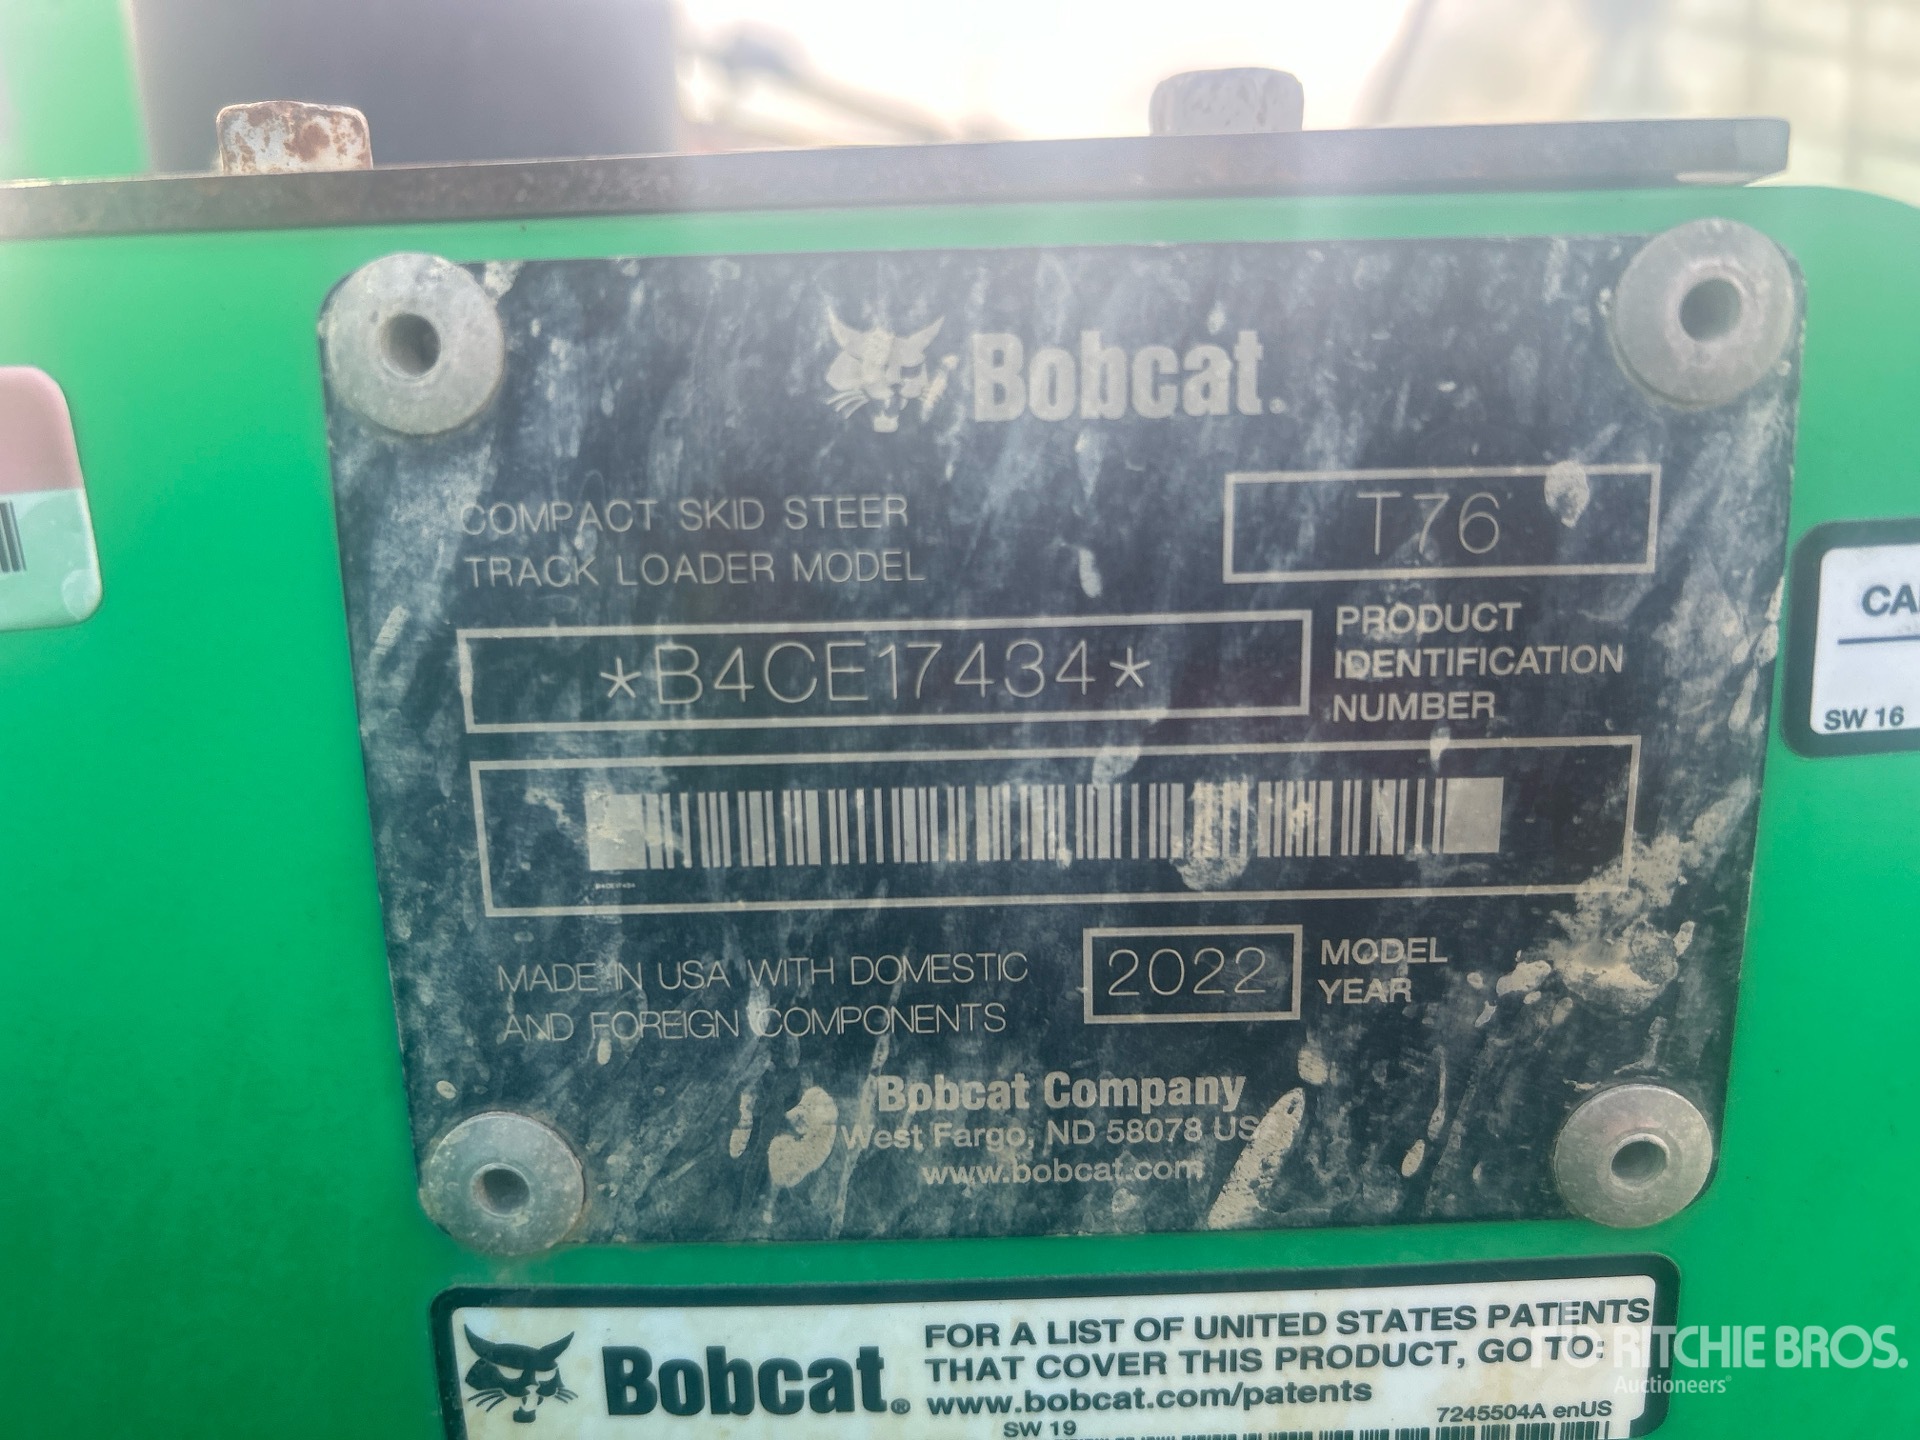 Bobcat.
COMPACT SKID STEER
TRACK LOADER MODEL
T76
*B4CE17434*
PRODUCT
IDENTIFICATION
NUMBER
B4CE17434
MADE IN USA WITH DOMESTIC
AND FOREIGN COMPONENTS
2022
MODEL
YEAR
Bobcat Company
West Fargo, ND 58078 US
www.bobcat.com
CA
SW 16
Bobcat®
FOR A LIST OF UNITED STATES PATENTS
THAT COVER THIS PRODUCT, GO TO:
www.bobcat.com/patents
7245504A enUS
SW 19
RITCHIE BROS.
Auctioneers